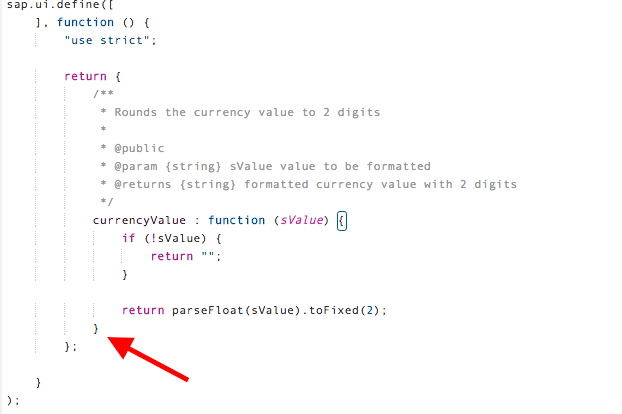 sap.ui.define([
    ], function () {
        "use strict";

        return {
            /**
             * Rounds the currency value to 2 digits
             *
             * @public
             * @param {string} sValue value to be formatted
             * @returns {string} formatted currency value with 2 digits
             */
            currencyValue : function (sValue) {
                if (!sValue) {
                    return "";
                }

                return parseFloat(sValue).toFixed(2);
            }
        };

    }
);